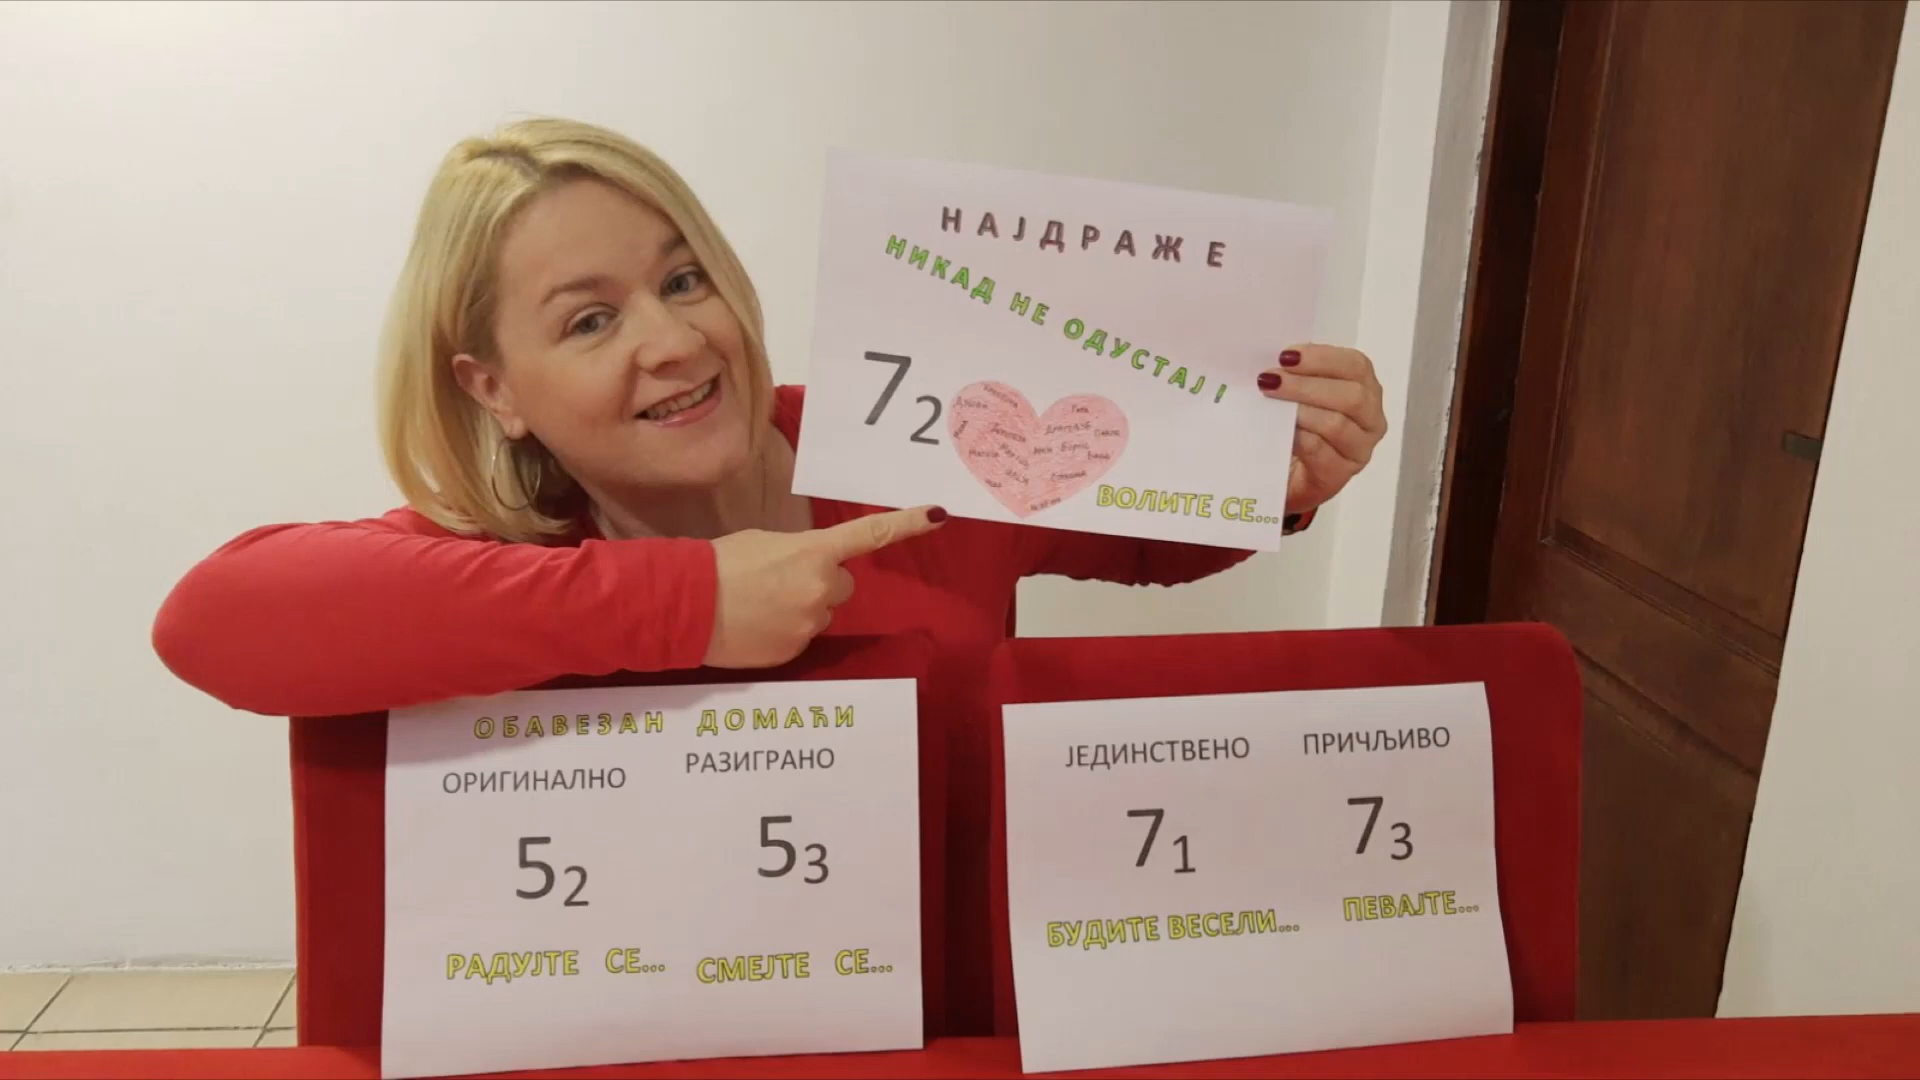 НАЈДРАЖЕ
НИКАД НЕ ОДУСТАЈ!
7₂
ВОЛИТЕ СЕ...
ОБАВЕЗАН ДОМАЋИ
ОРИГИНАЛНО РАЗИГРАНО
5₂ 5₃
РАДУЈТЕ СЕ... СМЕЈТЕ СЕ...
ЈЕДИНСТВЕНО ПРИЧЉИВО
7₁ 7₃
БУДИТЕ ВЕСЕЛИ... ПЕВАЈТЕ...